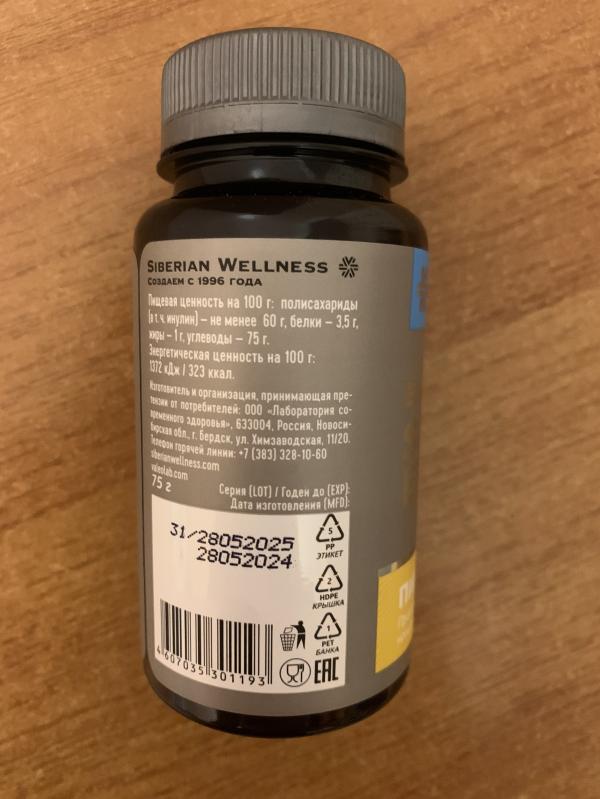 SIBERIAN WELLNESS
СОЗДАЕМ С 1996 ГОДА
Пищевая ценность на 100 г: полисахариды
(в т. ч. инулин) – не менее 60 г, белки – 3,5 г,
жиры – 1 г, углеводы – 75 г.
Энергетическая ценность на 100 г:
1372 кДж / 323 ккал.
Изготовитель и организация, принимающая пре-
тензии от потребителей: ООО «Лаборатория со-
временного здоровья», 633004, Россия, Новоси-
бирская обл., г. Бердск, ул. Химзаводская, 11/20.
Телефон горячей линии: +7 (383) 328-10-60
siberianwellness.com
valeolab.com
75 г
Серия (LOT) / Годен до (EXP):
Дата изготовления (MFD):
31/28052025
28052024
5
PP
ЭТИКЕТ
2
HDPE
КРЫШКА
1
PET
БАНКА
4 607035 301193
EAC